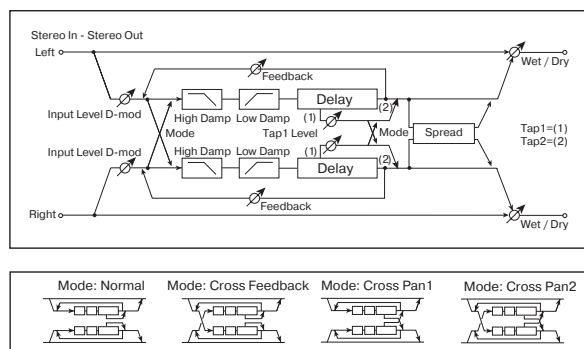 Stereo In - Stereo Out
Left
Wet / Dry
Feedback
Input Level D-mod
High Damp
Low Damp
Delay
(1)
(2)
Mode
Tap1 Level
Mode
Spread
Tap1=(1)
Tap2=(2)
Input Level D-mod
High Damp
Low Damp
(1)
Delay
(2)
Feedback
Right
Wet / Dry
Mode: Normal
Mode: Cross Feedback
Mode: Cross Pan1
Mode: Cross Pan2